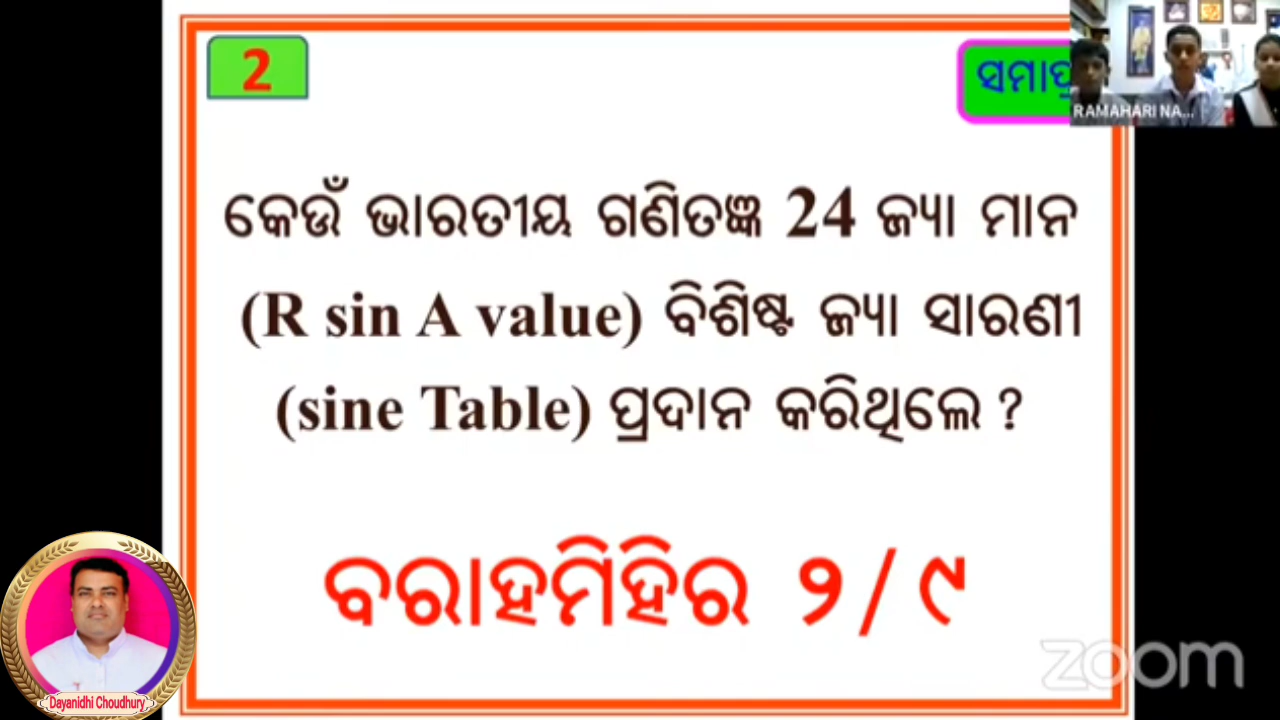 2
RAMAHARI NA...
କେଉଁ ଭାରତୀୟ ଗଣିତଜ୍ଞ 24 ଜ୍ୟା ମାନ
(R sin A value) ବିଶିଷ୍ଟ ଜ୍ୟା ସାରଣୀ
(sine Table) ପ୍ରଦାନ କରିଥିଲେ ?
ବରାହମିହିର ୨/୯
zoom
Dayanidhi Choudhury